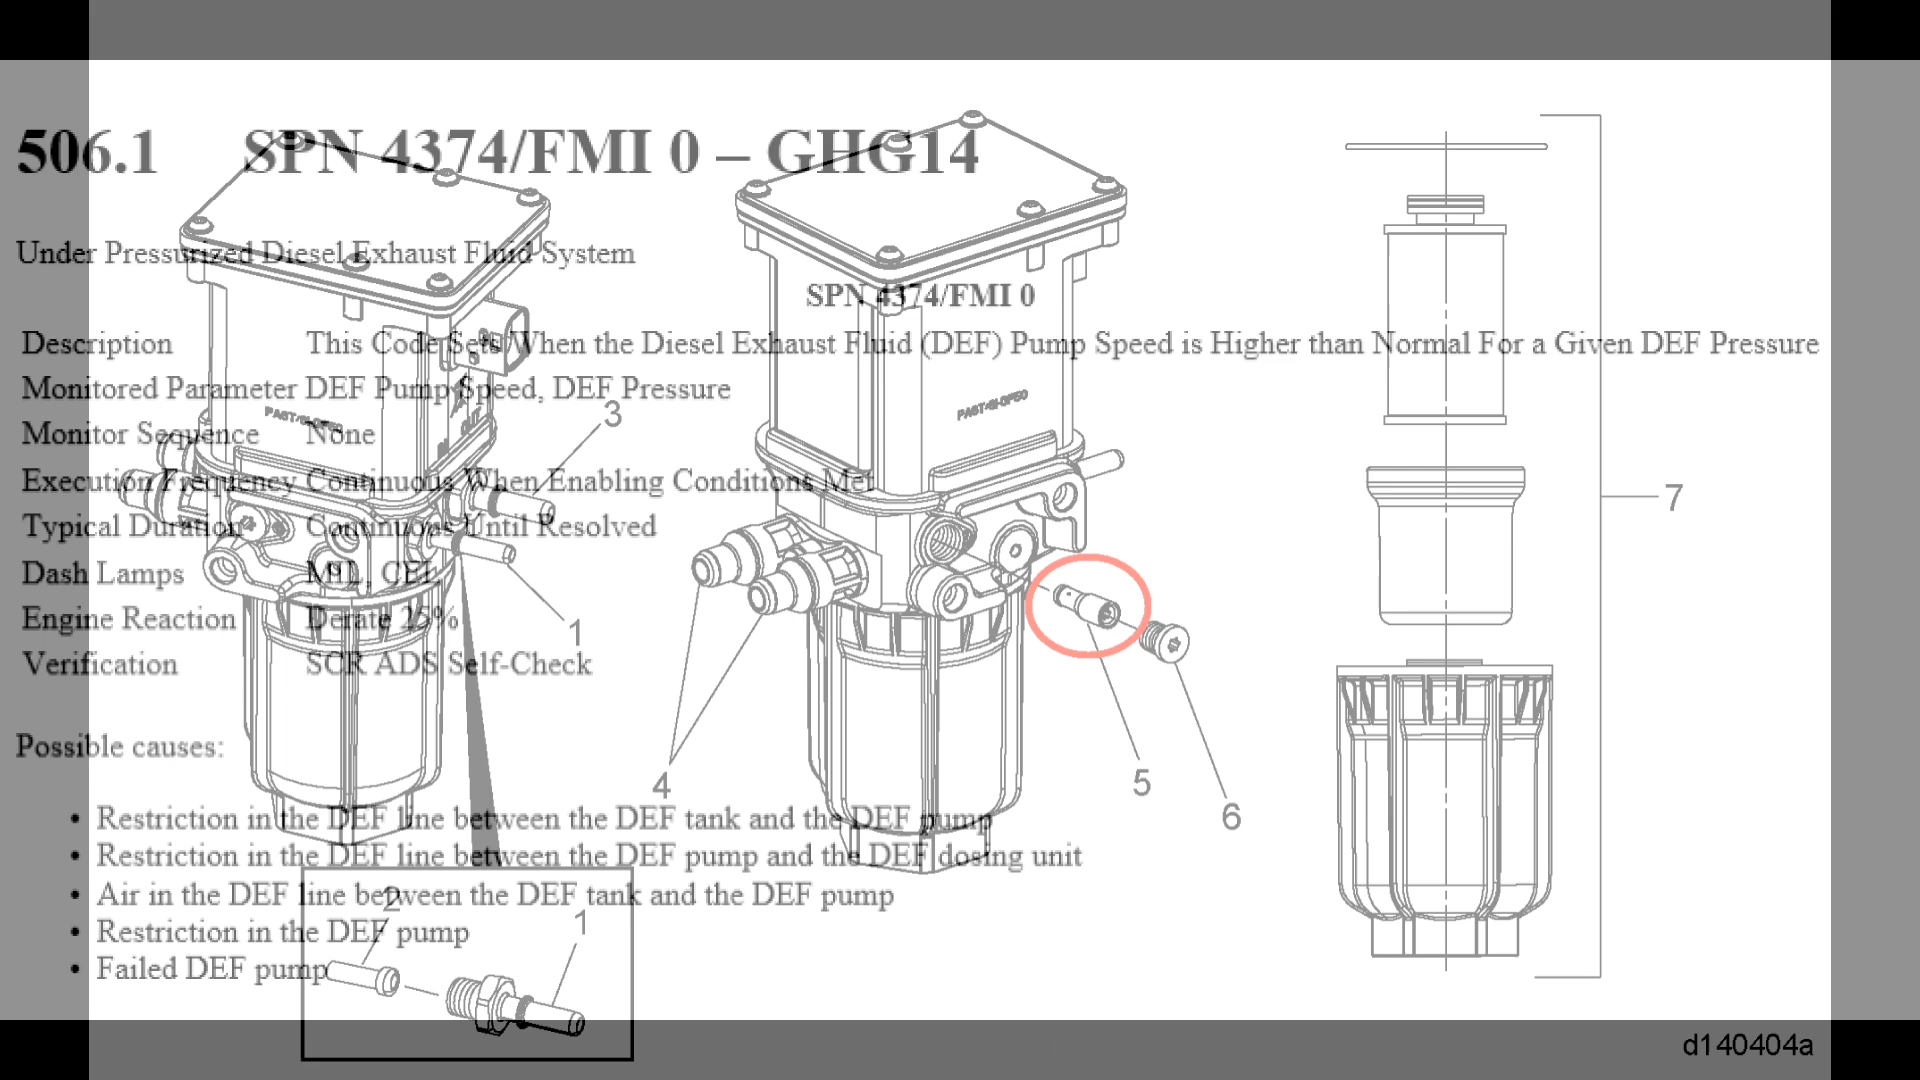 506.1 SPN 4374/FMI 0 – GHG14
Under Pressurized Diesel Exhaust Fluid System
SPN 4374/FMI 0
Description This Code Sets When the Diesel Exhaust Fluid (DEF) Pump Speed is Higher than Normal For a Given DEF Pressure
Monitored Parameter DEF Pump Speed, DEF Pressure
Monitor Sequence None
Execution Frequency Continuous When Enabling Conditions Met
Typical Duration Continuous Until Resolved
Dash Lamps MIL, CEL
Engine Reaction Derate 25%
Verification SCR ADS Self-Check
Possible causes:
• Restriction in the DEF line between the DEF tank and the DEF pump
• Restriction in the DEF line between the DEF pump and the DEF dosing unit
• Air in the DEF line between the DEF tank and the DEF pump
• Restriction in the DEF pump
• Failed DEF pump
3
1
4
5
6
7
2
1
OUT
d140404a